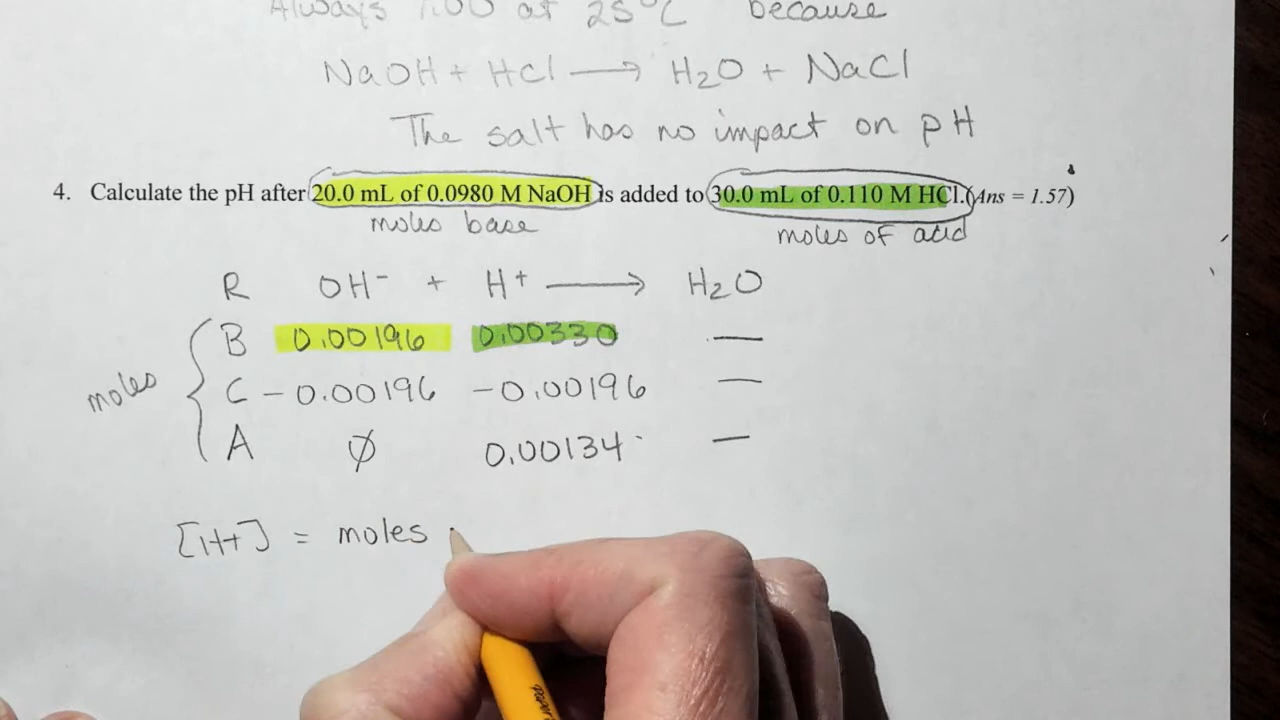 Always 7.00 at 25°C because
NaOH + HCl → H₂O + NaCl
The salt has no impact on pH
4. Calculate the pH after 20.0 mL of 0.0980 M NaOH is added to 30.0 mL of 0.110 M HCl. (Ans = 1.57)
moles base moles of acid
R OH⁻ + H⁺ → H₂O
B 0.00196 0.00330 —
moles C -0.00196 -0.00196 —
A ∅ 0.00134 —
[H+] = moles